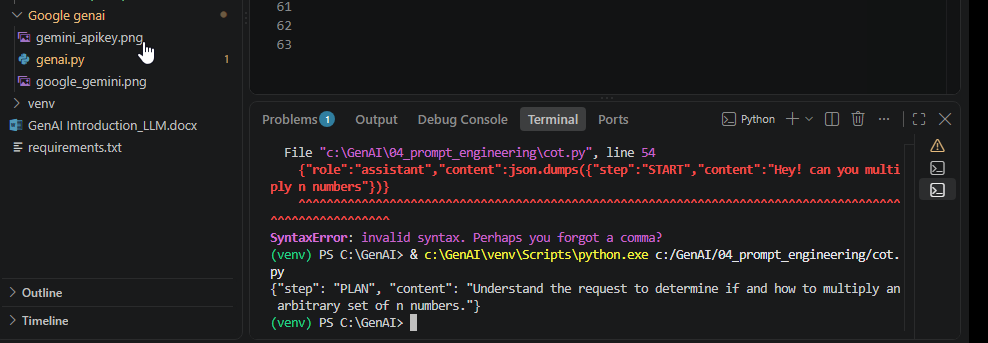 Google genai
gemini_apikey.png
genai.py 1
google_gemini.png
venv
GenAI Introduction_LLM.docx
requirements.txt
Outline
Timeline
61
62
63
Problems 1 Output Debug Console Terminal Ports Python
File "c:\GenAI\04_prompt_engineering\cot.py", line 54
{"role":"assistant","content":json.dumps({"step":"START","content":"Hey! can you multi
ply n numbers"})}
^^^^^^^^^^^^^^^^^^^^^^^^^^^^^^^^^^^^^^^^^^^^^^^^^^^^^^^^^^^^^^^^^^^^^^^^^^^^^^^^^^^^^^
^^^^^^^^^^^^^^^^^
SyntaxError: invalid syntax. Perhaps you forgot a comma?
(venv) PS C:\GenAI> & c:\GenAI\venv\Scripts\python.exe c:/GenAI/04_prompt_engineering/cot.
py
{"step": "PLAN", "content": "Understand the request to determine if and how to multiply an
arbitrary set of n numbers."}
(venv) PS C:\GenAI>